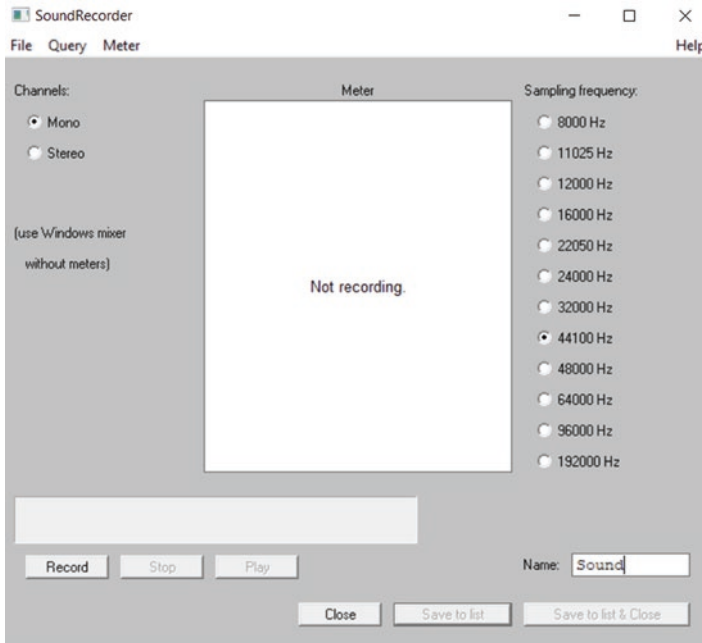 SoundRecorder
File Query Meter Help
Channels:
Mono
Stereo
(use Windows mixer
without meters)
Meter
Not recording.
Sampling frequency:
8000 Hz
11025 Hz
12000 Hz
16000 Hz
22050 Hz
24000 Hz
32000 Hz
44100 Hz
48000 Hz
64000 Hz
96000 Hz
192000 Hz
Record Stop Play
Name: Sound
Close Save to list Save to list & Close